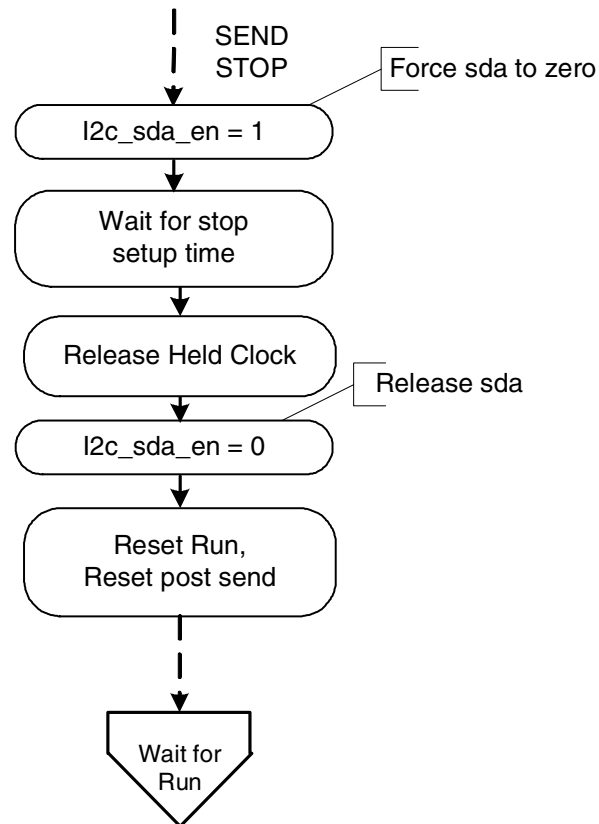 SEND
STOP
Force sda to zero
I2c_sda_en = 1
Wait for stop
setup time
Release Held Clock
Release sda
I2c_sda_en = 0
Reset Run,
Reset post send
Wait for
Run